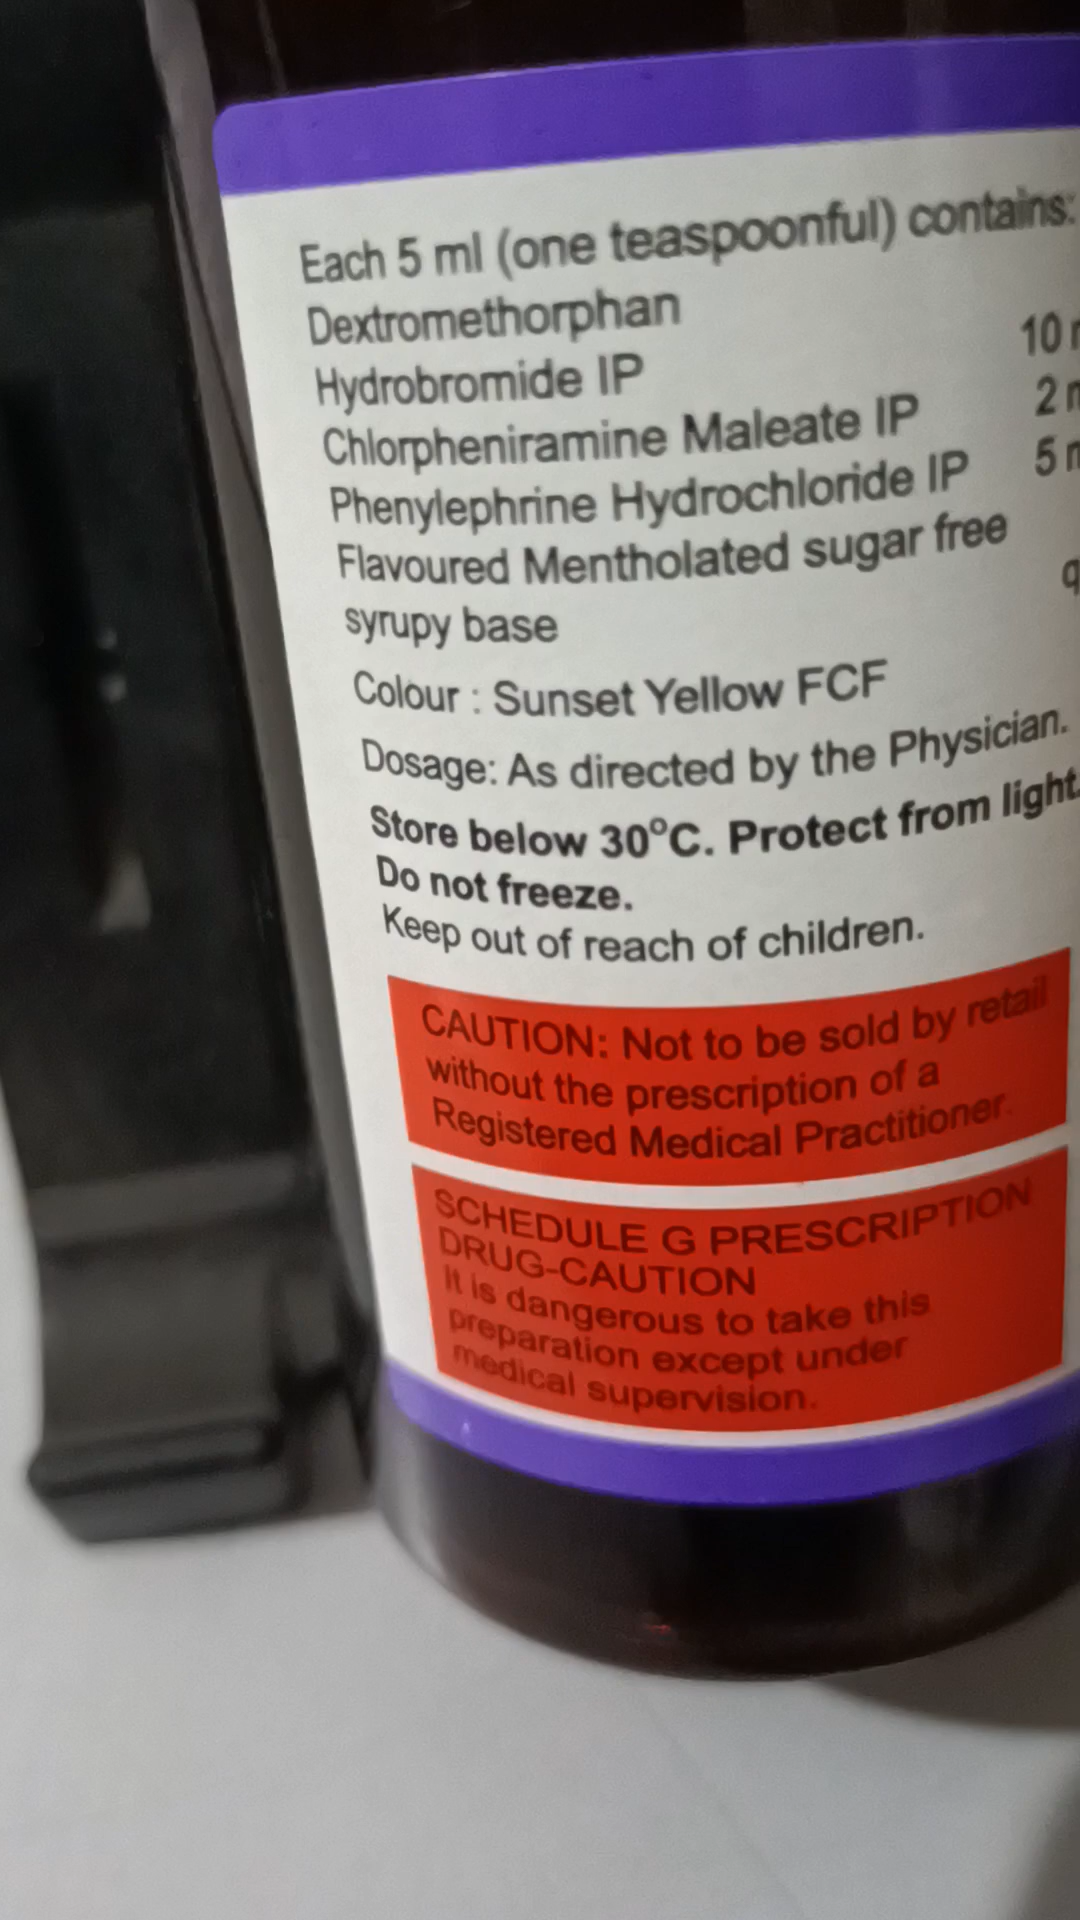 Each 5 ml (one teaspoonful) contains:
Dextromethorphan
Hydrobromide IP 10
Chlorpheniramine Maleate IP 2
Phenylephrine Hydrochloride IP 5
Flavoured Mentholated sugar free
syrupy base
Colour : Sunset Yellow FCF
Dosage: As directed by the Physician.
Store below 30°C. Protect from light.
Do not freeze.
Keep out of reach of children.
CAUTION: Not to be sold by retail
without the prescription of a
Registered Medical Practitioner.
SCHEDULE G PRESCRIPTION
DRUG-CAUTION
It is dangerous to take this
preparation except under
medical supervision.